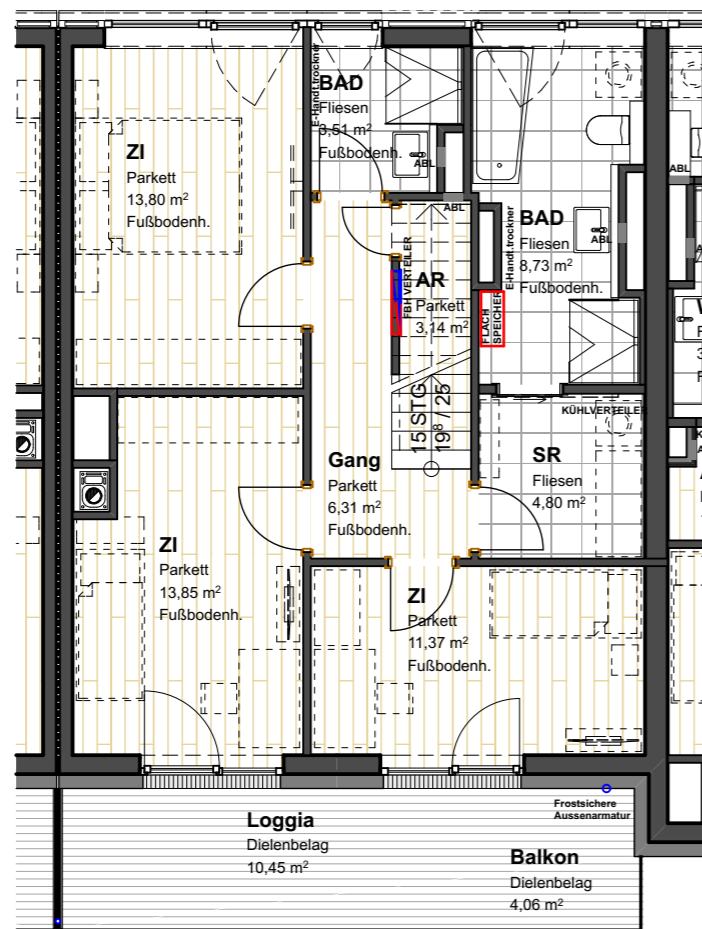 E-Handt.trockner
BAD
Fliesen
3,51 m²
Fußbodenh.
ABL
ZI
Parkett
13,80 m²
Fußbodenh.
ABL
ABL
BAD
Fliesen
8,73 m²
Fußbodenh.
ABL
E-Handt.trockner
FBH VERTEILER
AR
Parkett
3,14 m²
FLACH
SPEICHER
15 STG
19⁸ / 25
KÜHLVERTEILER
SR
Fliesen
4,80 m²
Gang
Parkett
6,31 m²
Fußbodenh.
ZI
Parkett
13,85 m²
Fußbodenh.
ZI
Parkett
11,37 m²
Fußbodenh.
Frostsichere
Aussenarmatur
Loggia
Dielenbelag
10,45 m²
Balkon
Dielenbelag
4,06 m²